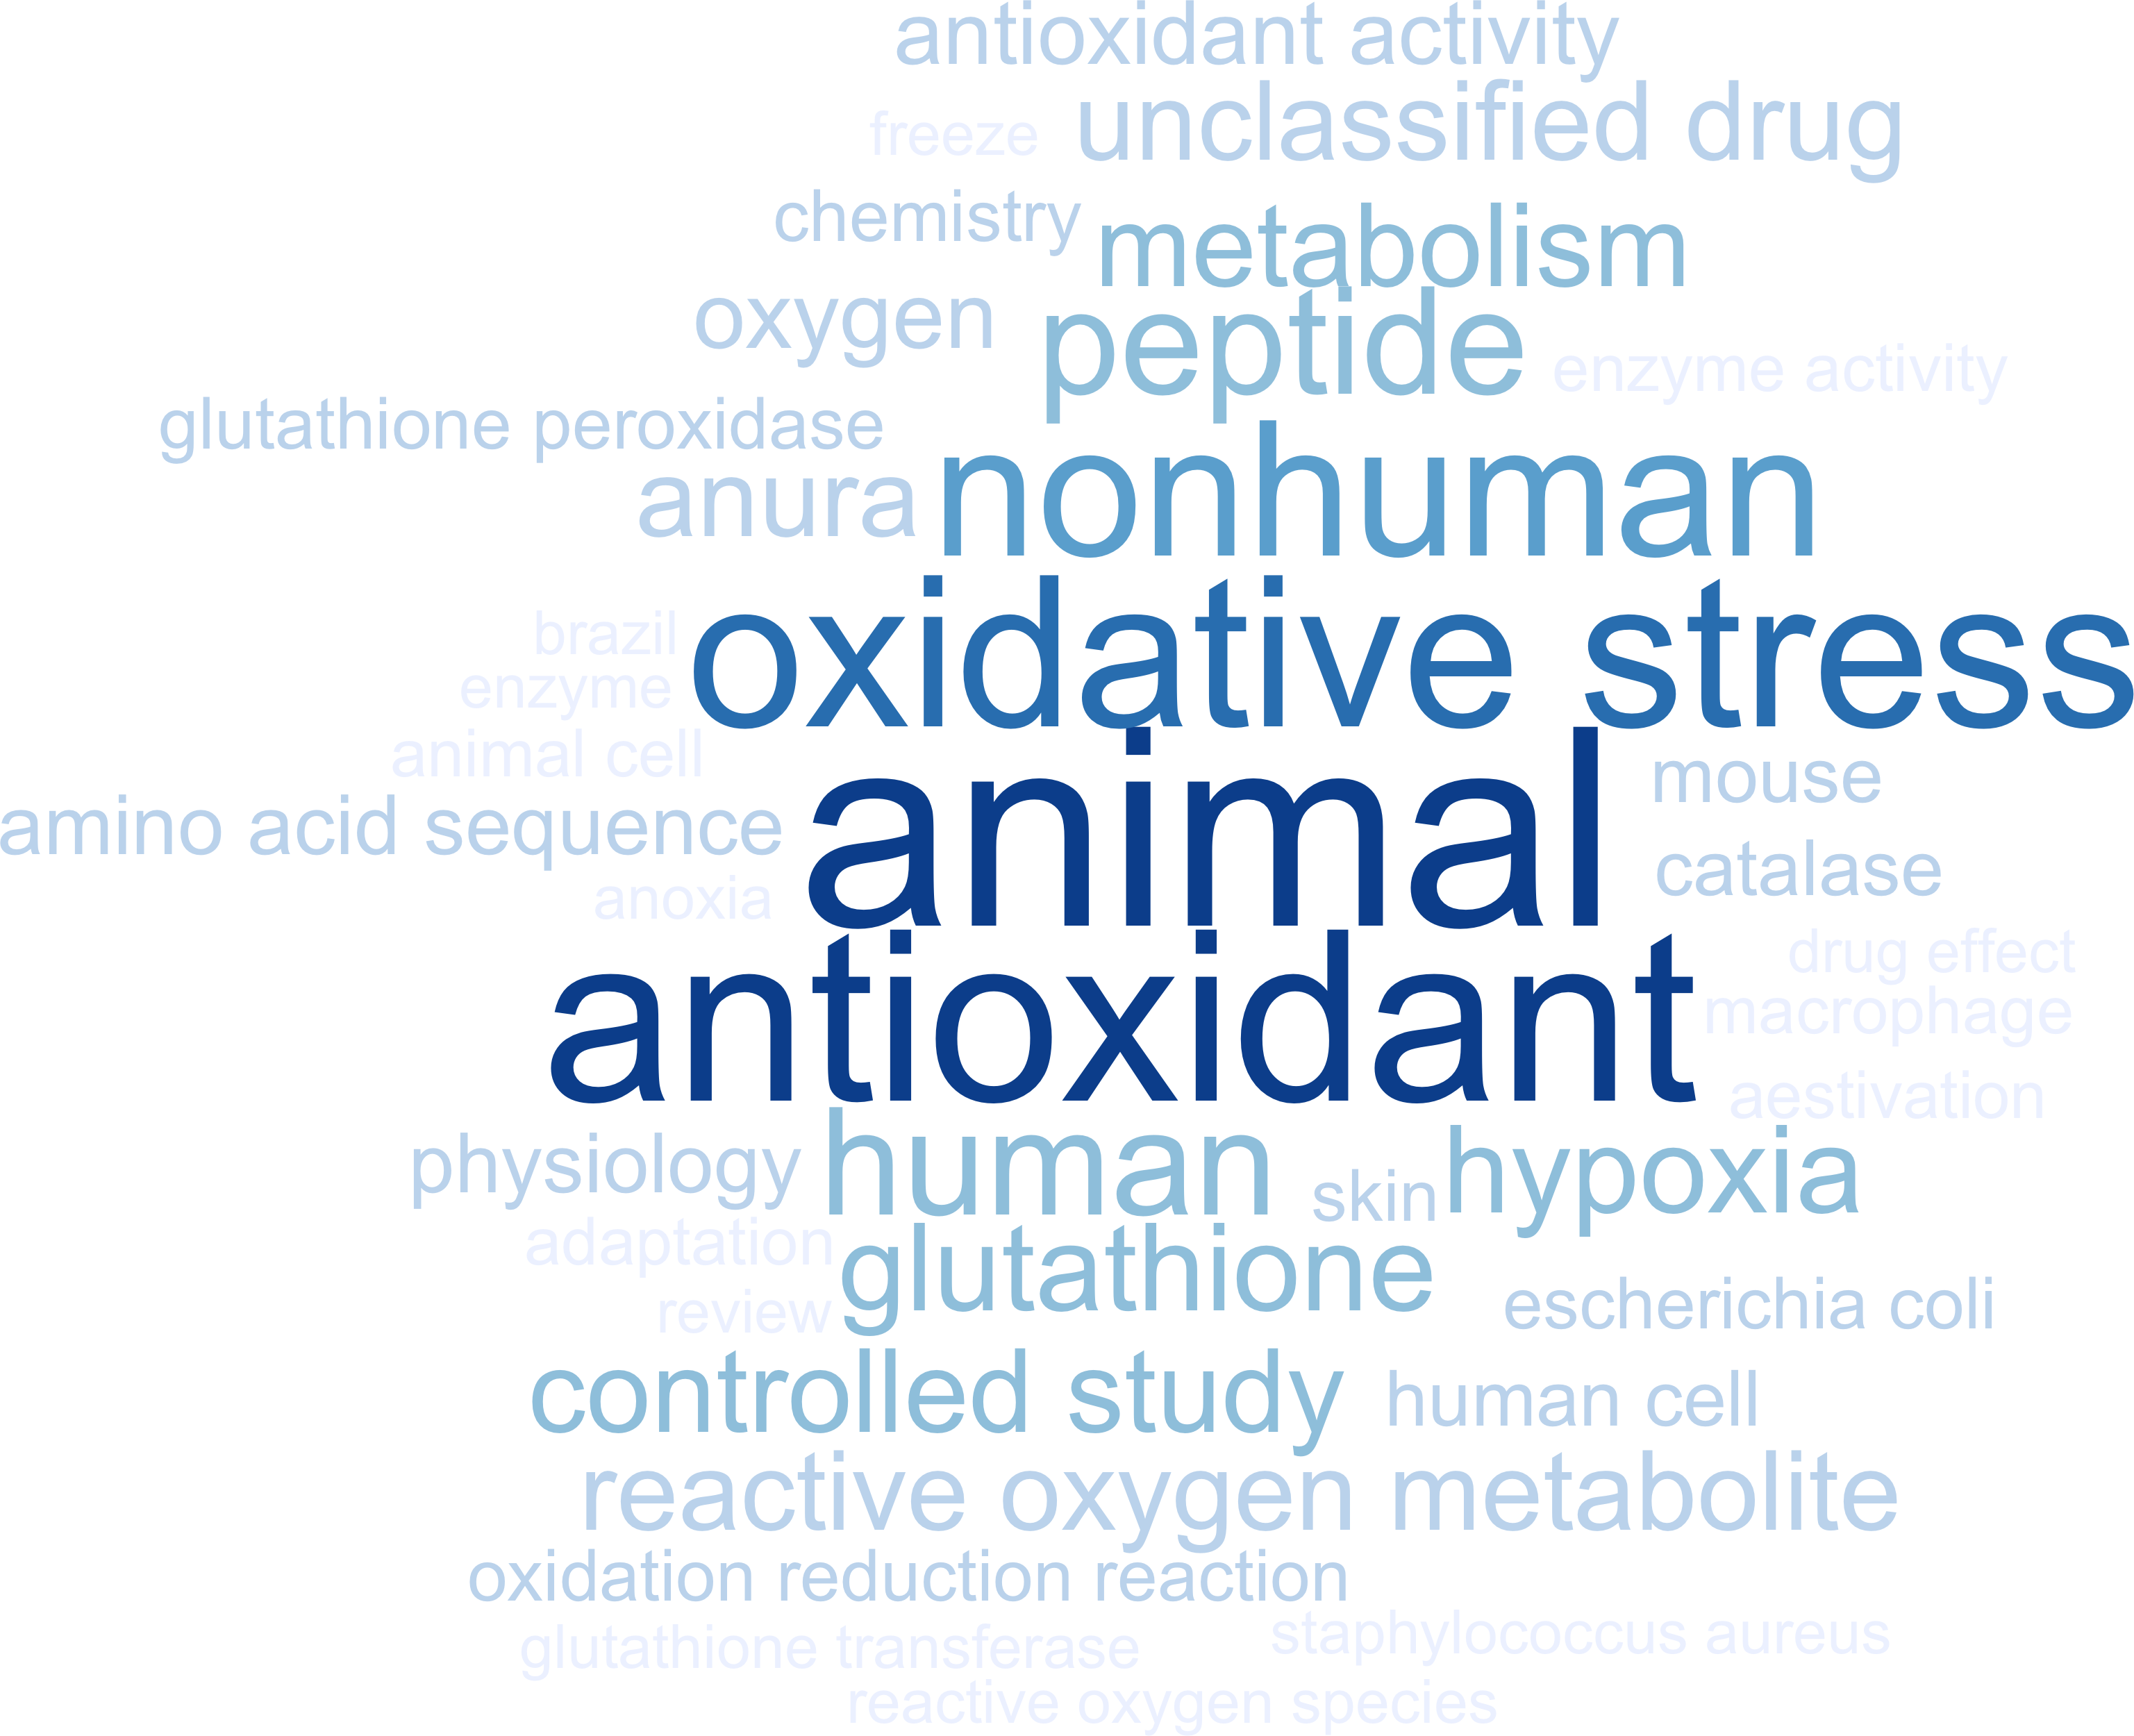 antioxidant activity
freeze
unclassified drug
chemistry
metabolism
oxygen
peptide
enzyme activity
glutathione peroxidase
anura
nonhuman
brazil
oxidative stress
enzyme
animal cell
animal
mouse
amino acid sequence
catalase
anoxia
drug effect
antioxidant
macrophage
aestivation
physiology
human
skin
hypoxia
adaptation
glutathione
review
escherichia coli
controlled study
human cell
reactive oxygen metabolite
oxidation reduction reaction
glutathione transferase
staphylococcus aureus
reactive oxygen species